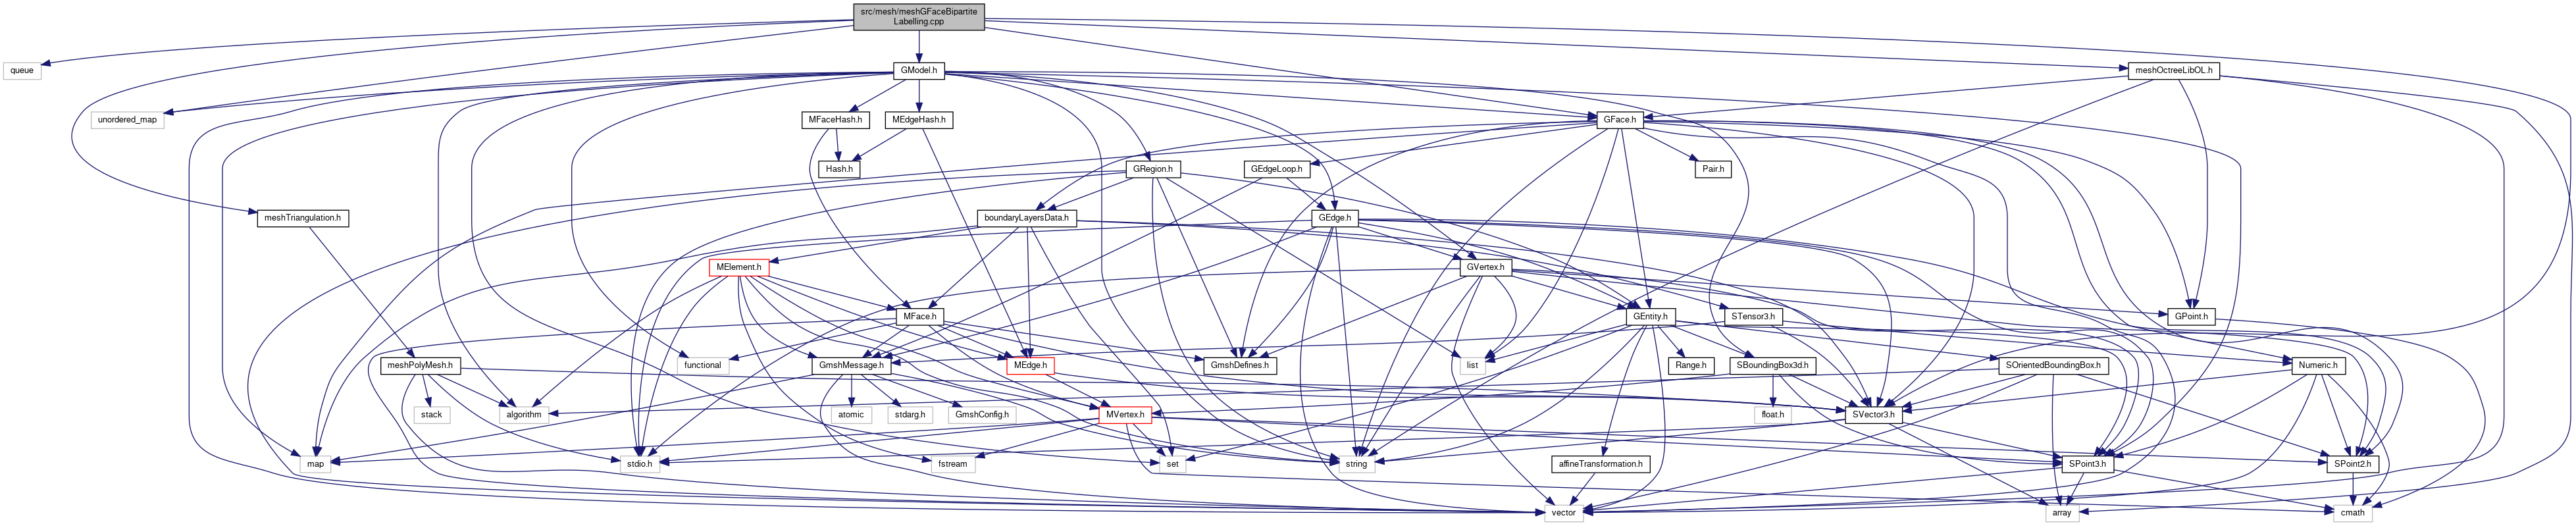 src/mesh/meshGFaceBipartite
Labelling.cpp
queue
GModel.h
meshOctreeLibOL.h
unordered_map
MFaceHash.h
MEdgeHash.h
GFace.h
Hash.h
GRegion.h
GEdgeLoop.h
Pair.h
meshTriangulation.h
boundaryLayersData.h
GEdge.h
MElement.h
GVertex.h
MFace.h
GEntity.h
STensor3.h
GPoint.h
meshPolyMesh.h
functional
GmshMessage.h
MEdge.h
GmshDefines.h
list
Range.h
SBoundingBox3d.h
SOrientedBoundingBox.h
Numeric.h
stack
algorithm
atomic
stdarg.h
GmshConfig.h
MVertex.h
float.h
SVector3.h
map
stdio.h
fstream
set
string
affineTransformation.h
SPoint3.h
SPoint2.h
vector
array
cmath